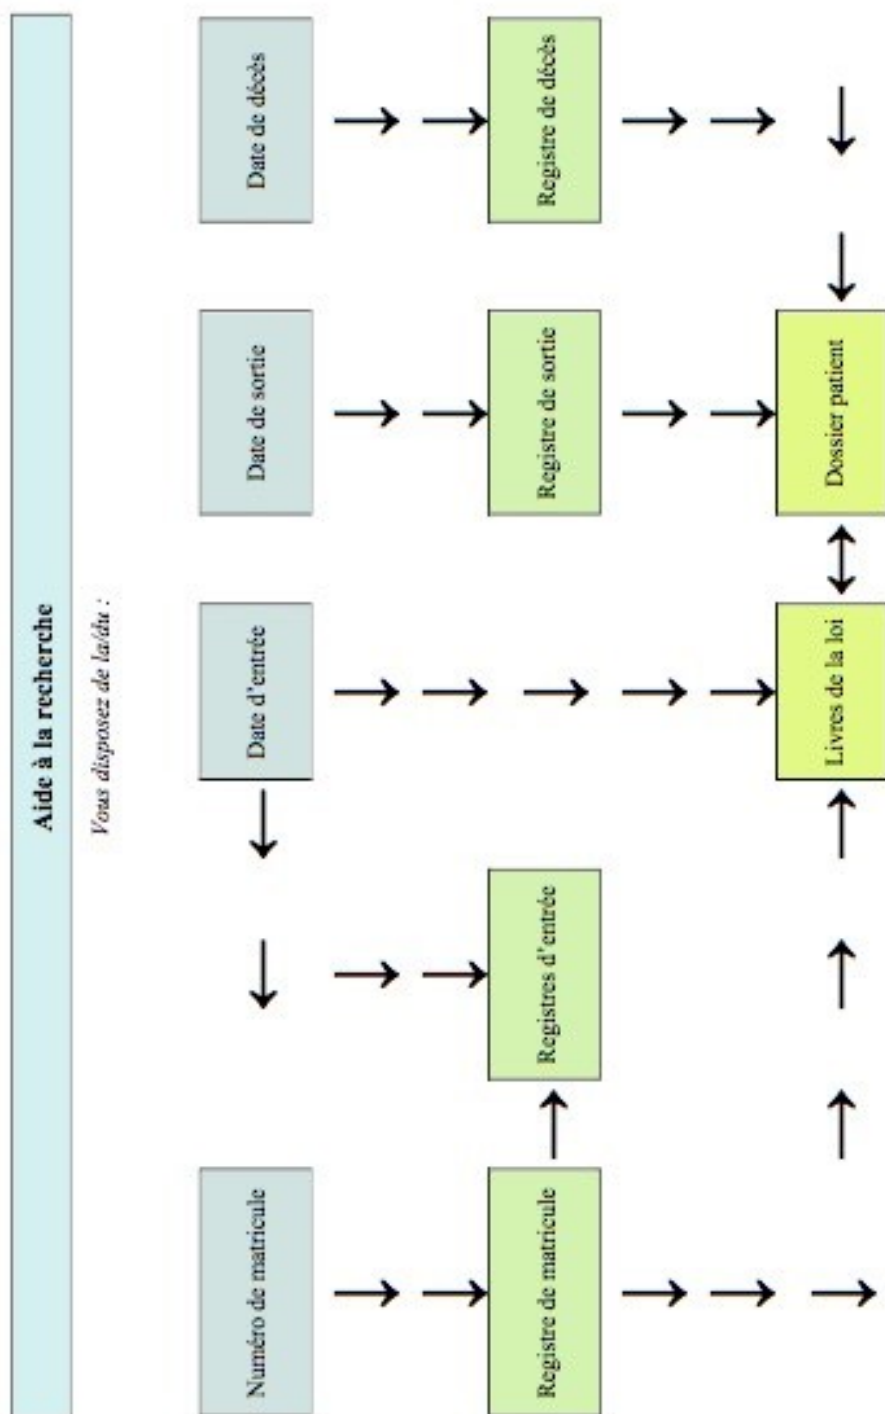 Aide à la recherche
Vous disposez de la/du :
Numéro de matricule
Date d'entrée
Date de sortie
Date de décès
Registre de matricule
Registres d'entrée
Registre de sortie
Registre de décès
Livres de la loi
Dossier patient